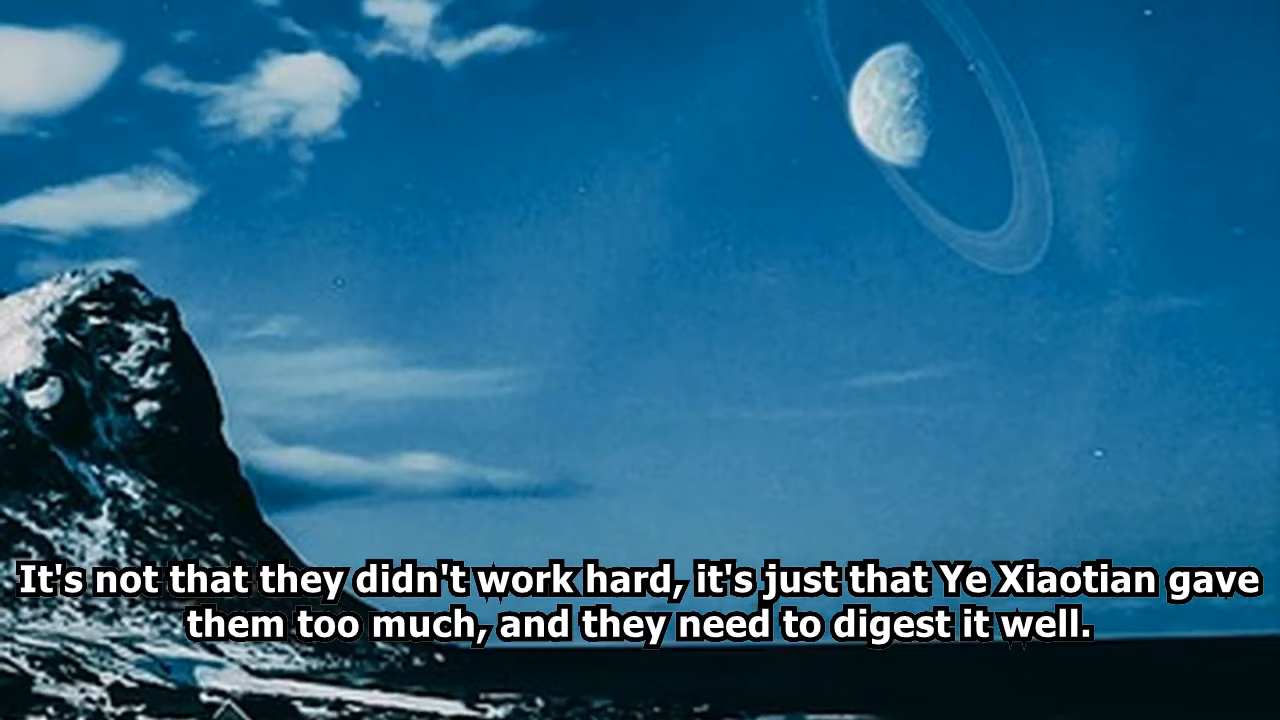 It's not that they didn't work hard, it's just that Ye Xiaotian gave
them too much, and they need to digest it well.